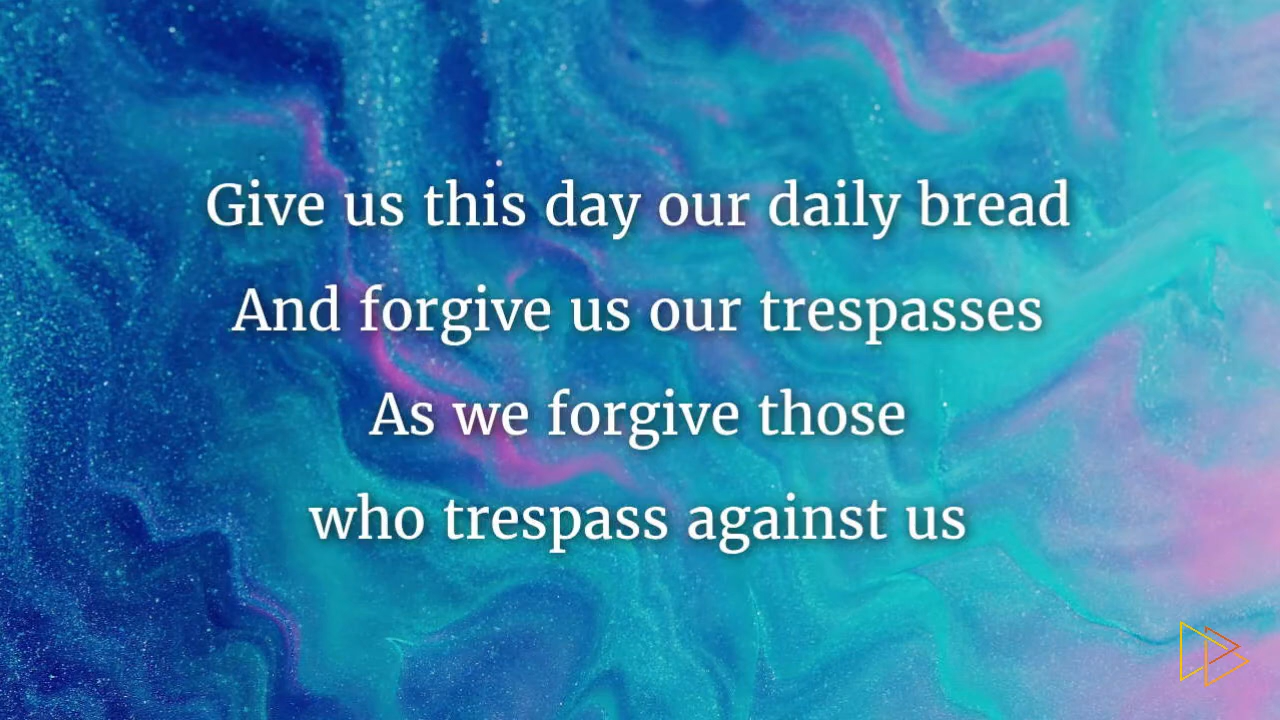 Give us this day our daily bread
And forgive us our trespasses
As we forgive those
who trespass against us